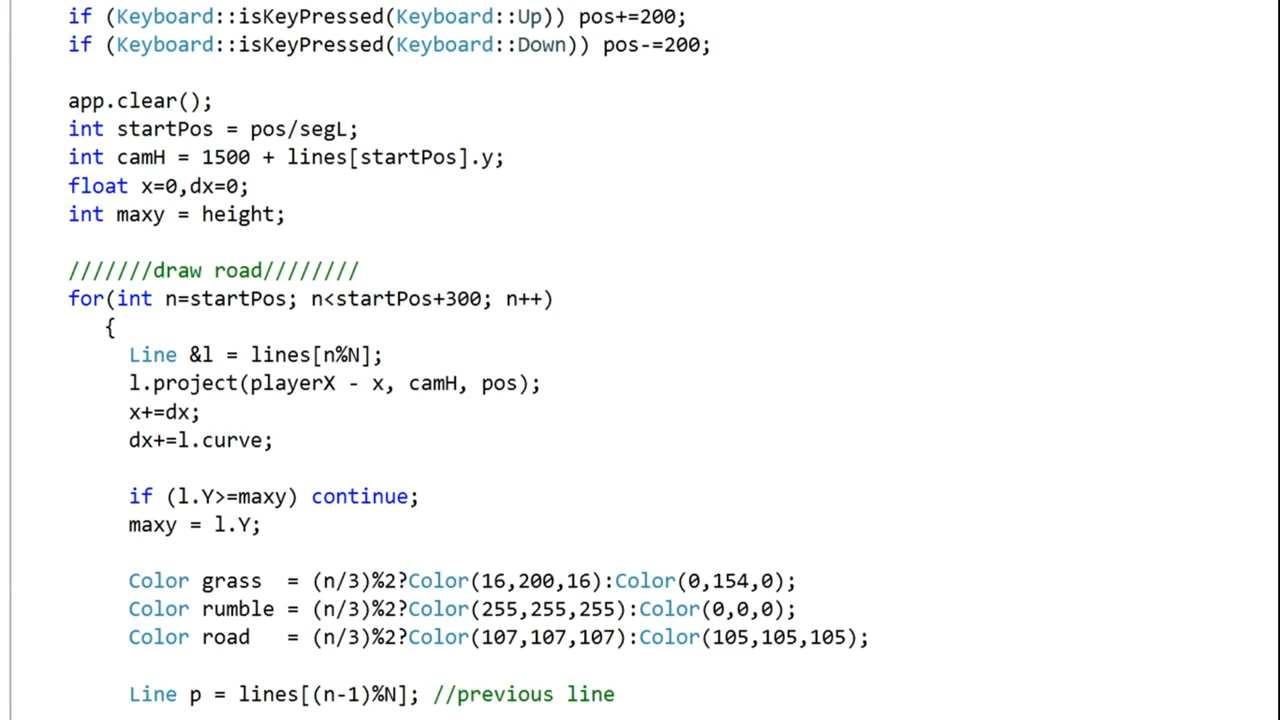 if (Keyboard::isKeyPressed(Keyboard::Up)) pos+=200;
if (Keyboard::isKeyPressed(Keyboard::Down)) pos-=200;
app.clear();
int startPos = pos/segL;
int camH = 1500 + lines[startPos].y;
float x=0,dx=0;
int maxy = height;
///////draw road////////
for(int n=startPos; n<startPos+300; n++)
{
Line &l = lines[n%N];
l.project(playerX - x, camH, pos);
x+=dx;
dx+=l.curve;
if (l.Y>=maxy) continue;
maxy = l.Y;
Color grass  = (n/3)%2?Color(16,200,16):Color(0,154,0);
Color rumble = (n/3)%2?Color(255,255,255):Color(0,0,0);
Color road   = (n/3)%2?Color(107,107,107):Color(105,105,105);
Line p = lines[(n-1)%N]; //previous line